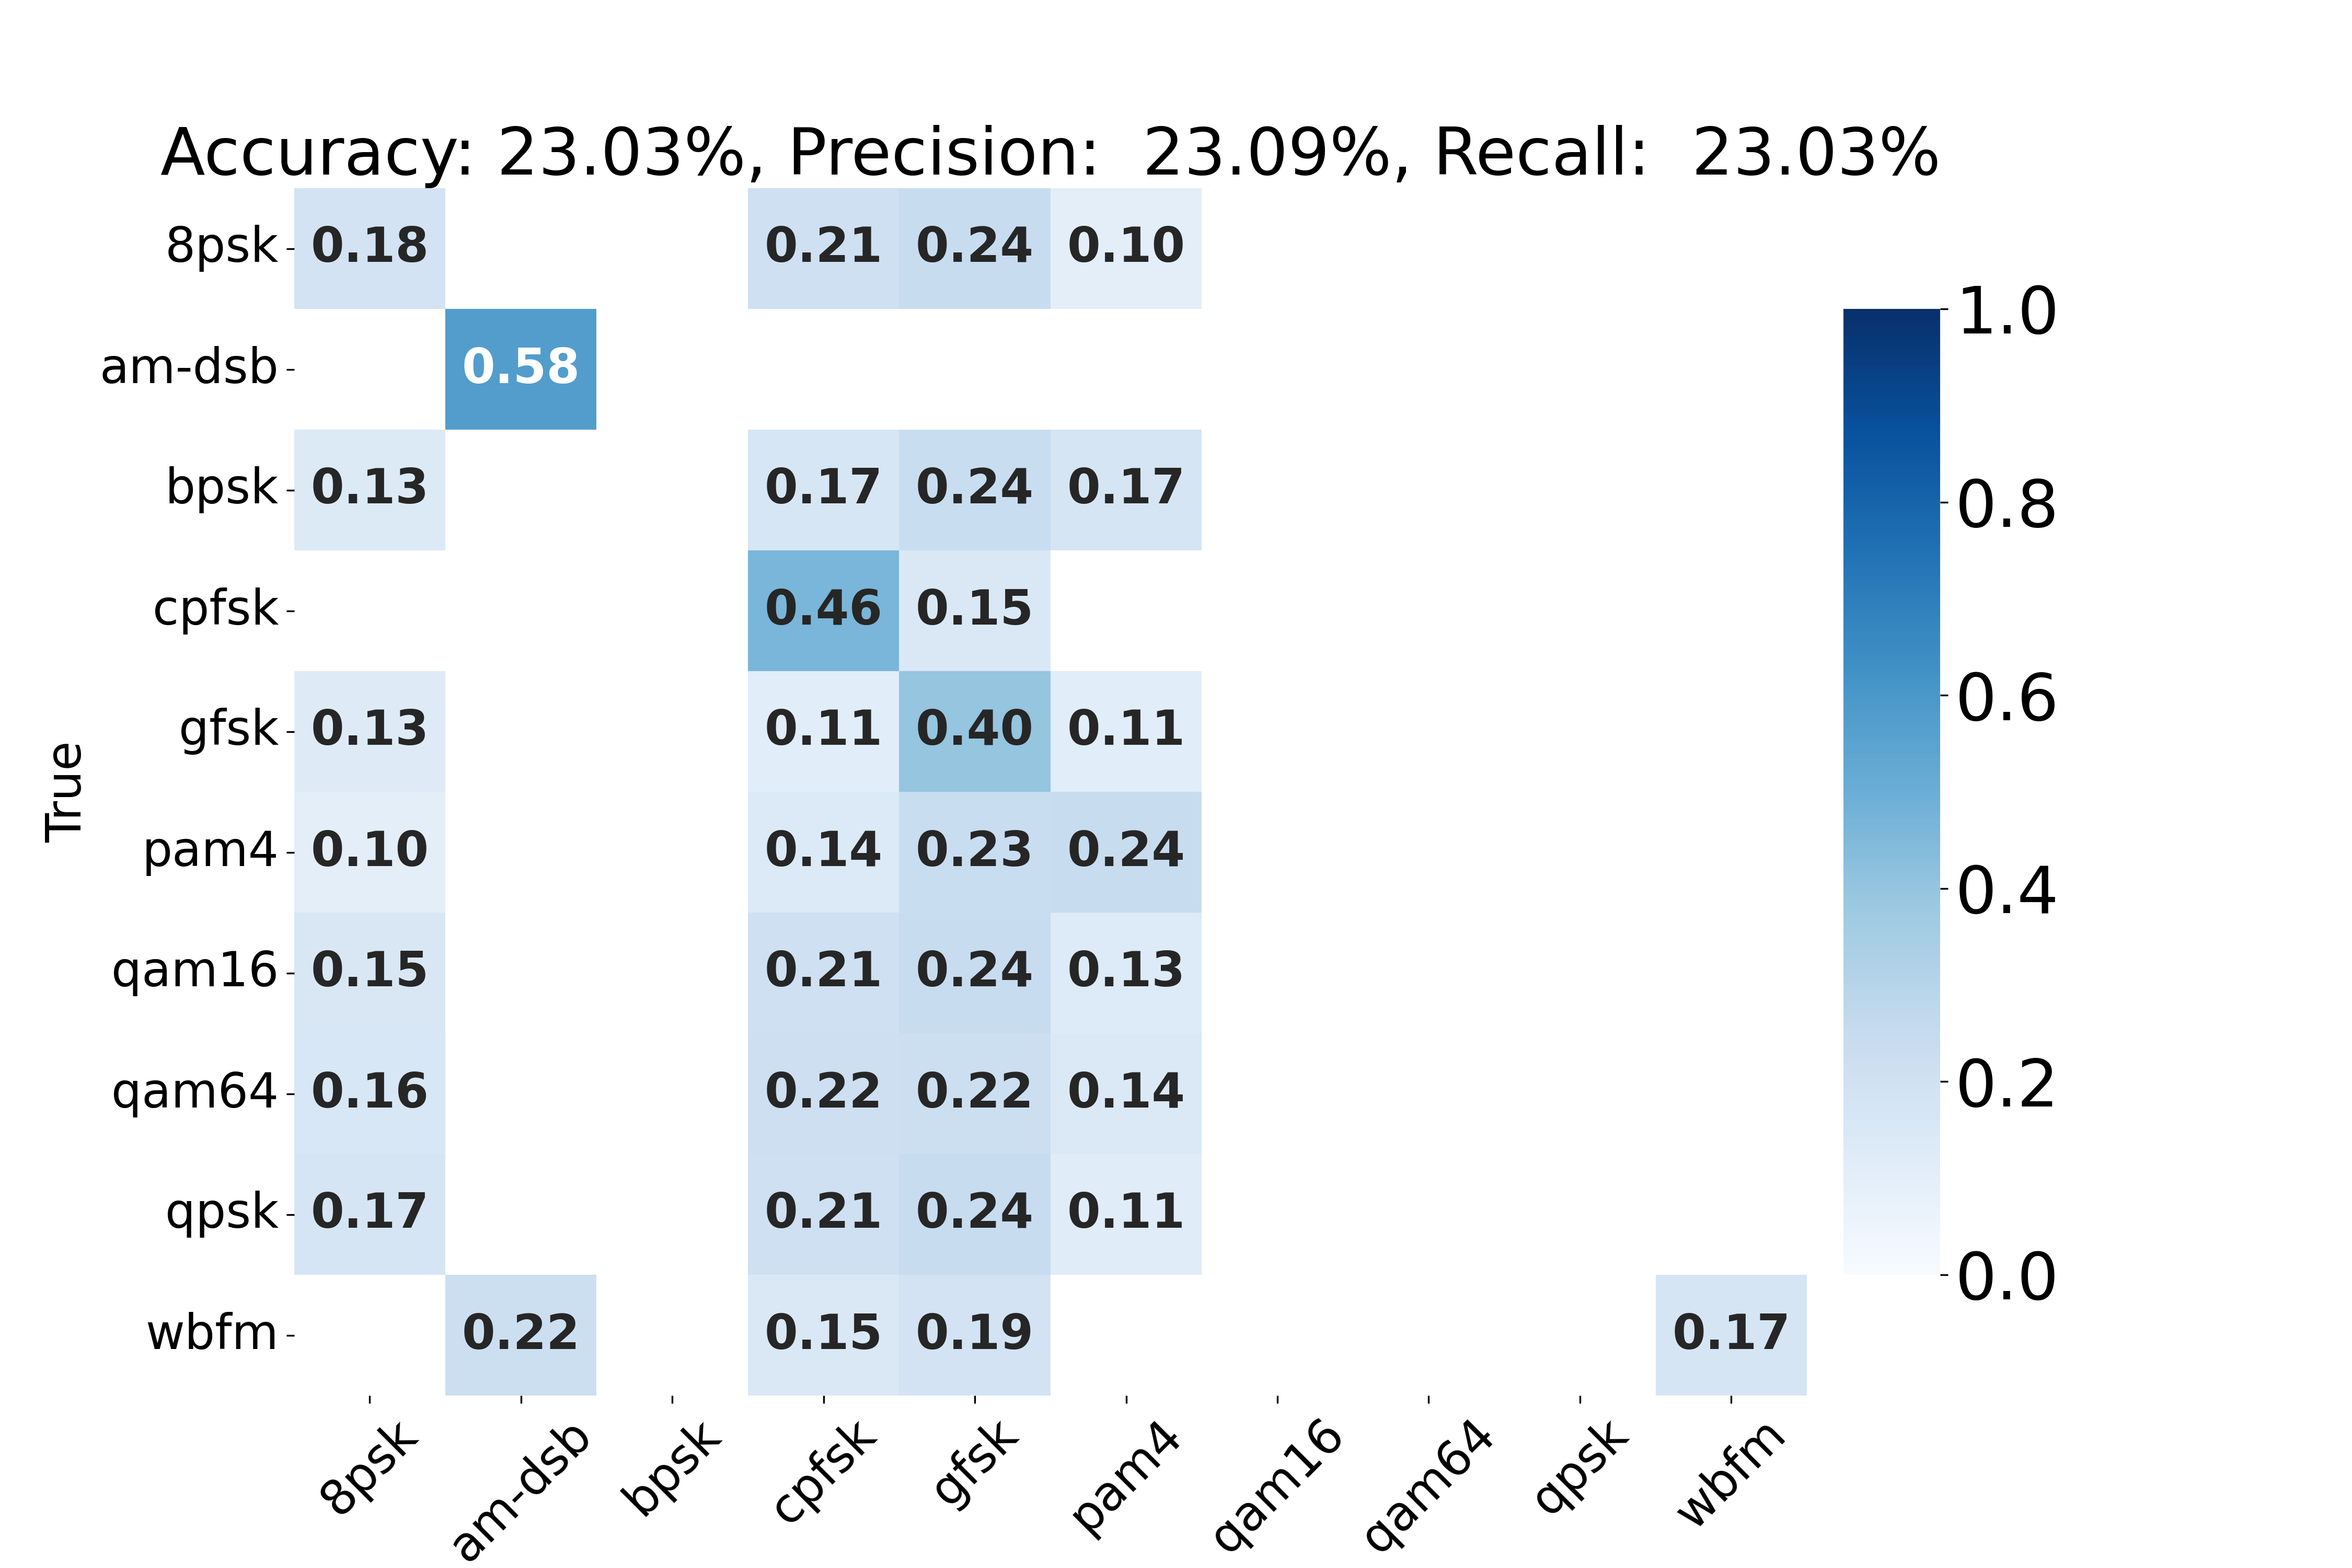 Accuracy: 23.03%, Precision:  23.09%, Recall:  23.03%
8psk 0.18 0.21 0.24 0.10
am-dsb 0.58
bpsk 0.13 0.17 0.24 0.17
cpfsk 0.46 0.15
gfsk 0.13 0.11 0.40 0.11
pam4 0.10 0.14 0.23 0.24
qam16 0.15 0.21 0.24 0.13
qam64 0.16 0.22 0.22 0.14
qpsk 0.17 0.21 0.24 0.11
wbfm 0.22 0.15 0.19 0.17
True
8psk am-dsb bpsk cpfsk gfsk pam4 qam16 qam64 qpsk wbfm
1.0
0.8
0.6
0.4
0.2
0.0